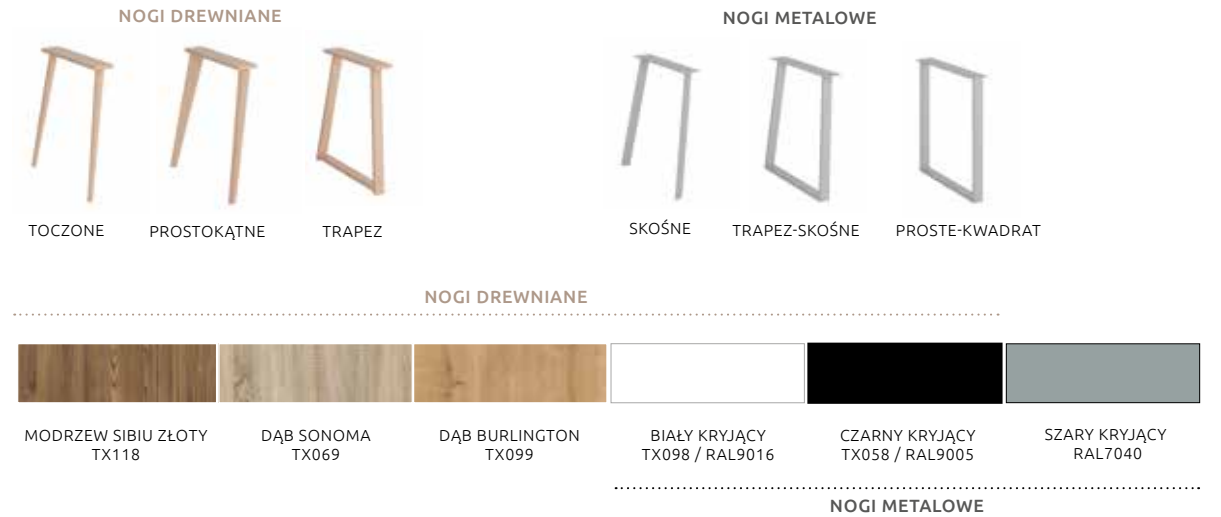 NOGI DREWNIANE
NOGI METALOWE
TOCZONE
PROSTOKĄTNE
TRAPEZ
SKOŚNE
TRAPEZ-SKOŚNE
PROSTE-KWADRAT
NOGI DREWNIANE
MODRZEW SIBIU ZŁOTY
TX118
DĄB SONOMA
TX069
DĄB BURLINGTON
TX099
BIAŁY KRYJĄCY
TX098 / RAL9016
CZARNY KRYJĄCY
TX058 / RAL9005
SZARY KRYJĄCY
RAL7040
NOGI METALOWE